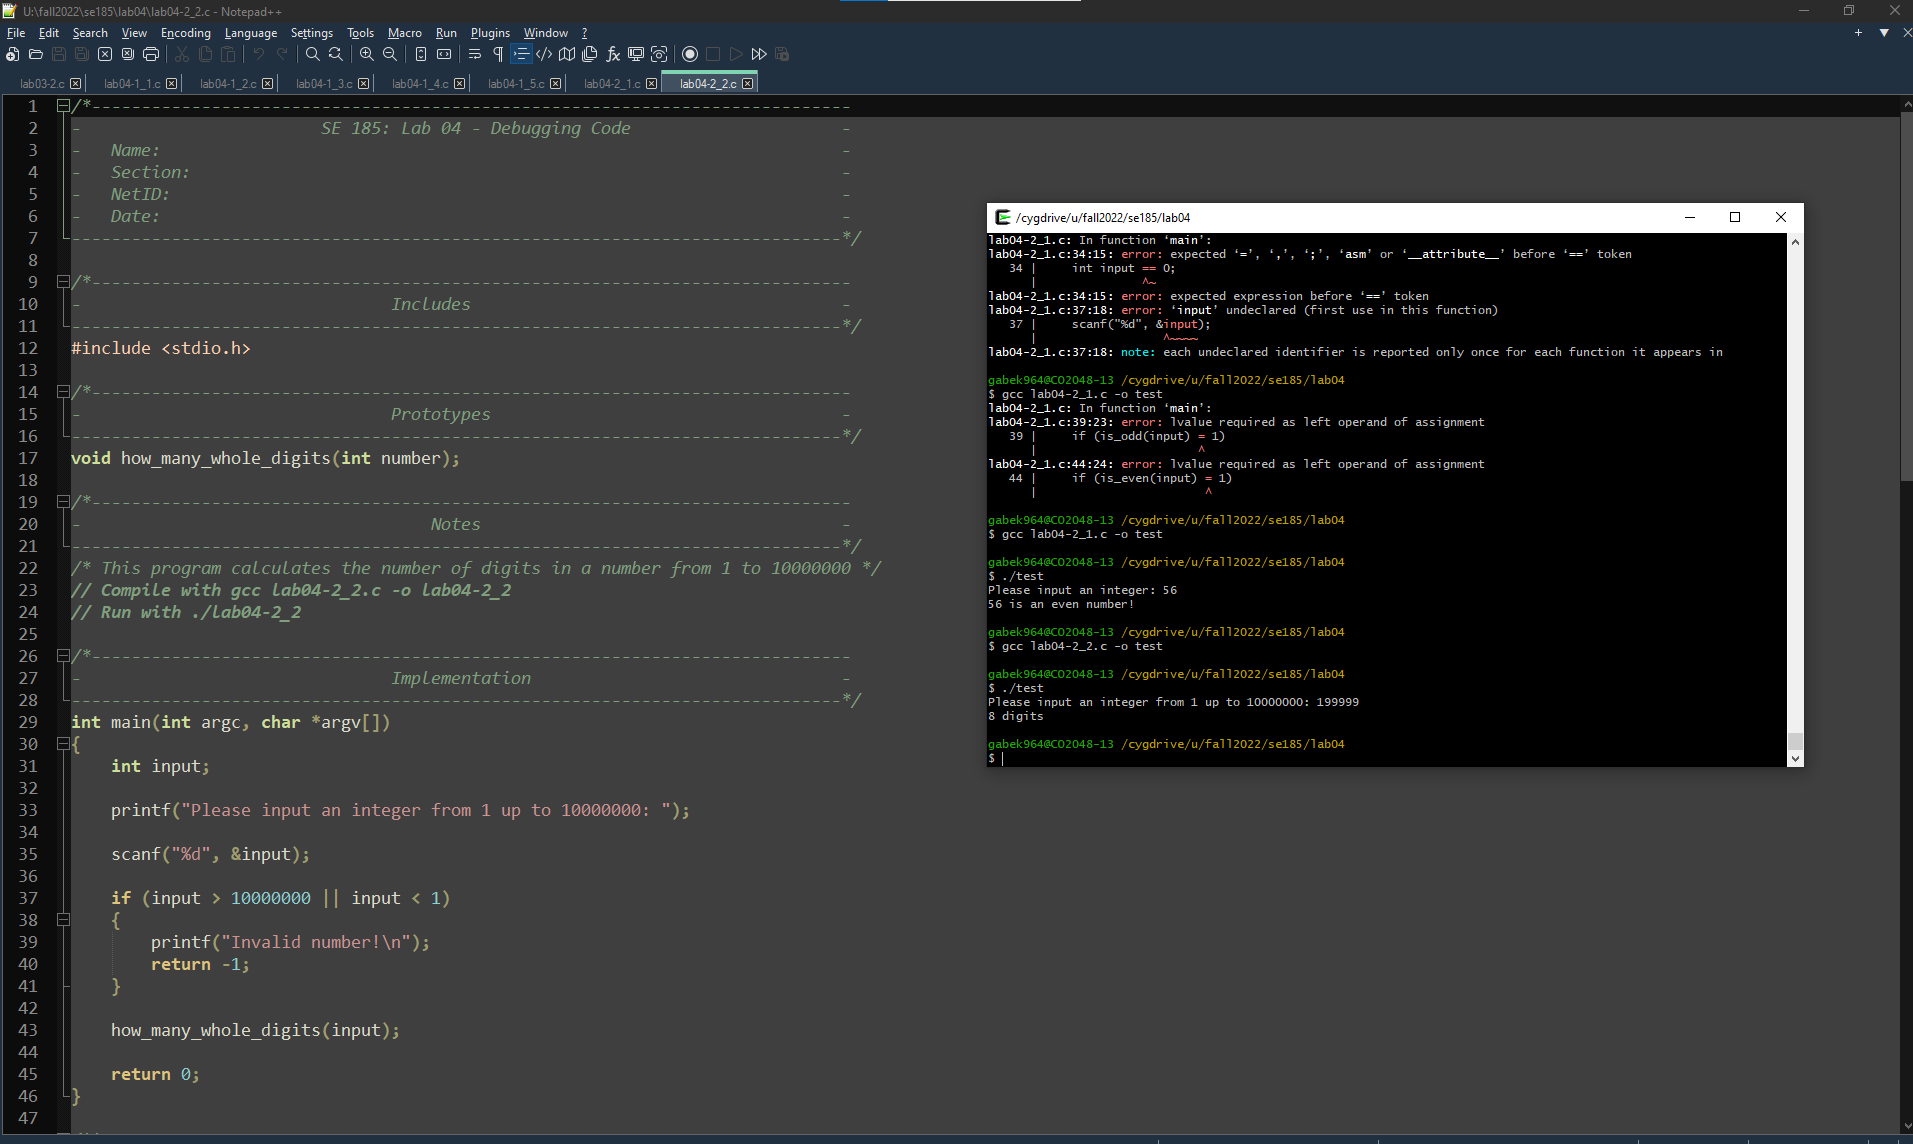 U:\fall2022\se185\lab04\lab04-2_2.c - Notepad++
File Edit Search View Encoding Language Settings Tools Macro Run Plugins Window ?
lab03-2.c lab04-1_1.c lab04-1_2.c lab04-1_3.c lab04-1_4.c lab04-1_5.c lab04-2_1.c lab04-2_2.c
1 /*----------------------------------------------------------------------------
2 - SE 185: Lab 04 - Debugging Code -
3 - Name: -
4 - Section: -
5 - NetID: -
6 - Date: -
7 -----------------------------------------------------------------------------*/
8
9 /*----------------------------------------------------------------------------
10 - Includes -
11 -----------------------------------------------------------------------------*/
12 #include <stdio.h>
13
14 /*----------------------------------------------------------------------------
15 - Prototypes -
16 -----------------------------------------------------------------------------*/
17 void how_many_whole_digits(int number);
18
19 /*----------------------------------------------------------------------------
20 - Notes -
21 -----------------------------------------------------------------------------*/
22 /* This program calculates the number of digits in a number from 1 to 10000000 */
23 // Compile with gcc lab04-2_2.c -o lab04-2_2
24 // Run with ./lab04-2_2
25
26 /*----------------------------------------------------------------------------
27 - Implementation -
28 -----------------------------------------------------------------------------*/
29 int main(int argc, char *argv[])
30 {
31 int input;
32
33 printf("Please input an integer from 1 up to 10000000: ");
34
35 scanf("%d", &input);
36
37 if (input > 10000000 || input < 1)
38 {
39 printf("Invalid number!\n");
40 return -1;
41 }
42
43 how_many_whole_digits(input);
44
45 return 0;
46 }
47
/cygdrive/u/fall2022/se185/lab04
lab04-2_1.c: In function ‘main’:
lab04-2_1.c:34:15: error: expected ‘=’, ‘,’, ‘;’, ‘asm’ or ‘__attribute__’ before ‘==’ token
34 | int input == 0;
| ^~
lab04-2_1.c:34:15: error: expected expression before ‘==’ token
lab04-2_1.c:37:18: error: ‘input’ undeclared (first use in this function)
37 | scanf("%d", &input);
| ^~~~~
lab04-2_1.c:37:18: note: each undeclared identifier is reported only once for each function it appears in
gabek964@CO2048-13 /cygdrive/u/fall2022/se185/lab04
$ gcc lab04-2_1.c -o test
lab04-2_1.c: In function ‘main’:
lab04-2_1.c:39:23: error: lvalue required as left operand of assignment
39 | if (is_odd(input) = 1)
| ^
lab04-2_1.c:44:24: error: lvalue required as left operand of assignment
44 | if (is_even(input) = 1)
| ^
gabek964@CO2048-13 /cygdrive/u/fall2022/se185/lab04
$ gcc lab04-2_1.c -o test
gabek964@CO2048-13 /cygdrive/u/fall2022/se185/lab04
$ ./test
Please input an integer: 56
56 is an even number!
gabek964@CO2048-13 /cygdrive/u/fall2022/se185/lab04
$ gcc lab04-2_2.c -o test
gabek964@CO2048-13 /cygdrive/u/fall2022/se185/lab04
$ ./test
Please input an integer from 1 up to 10000000: 199999
8 digits
gabek964@CO2048-13 /cygdrive/u/fall2022/se185/lab04
$